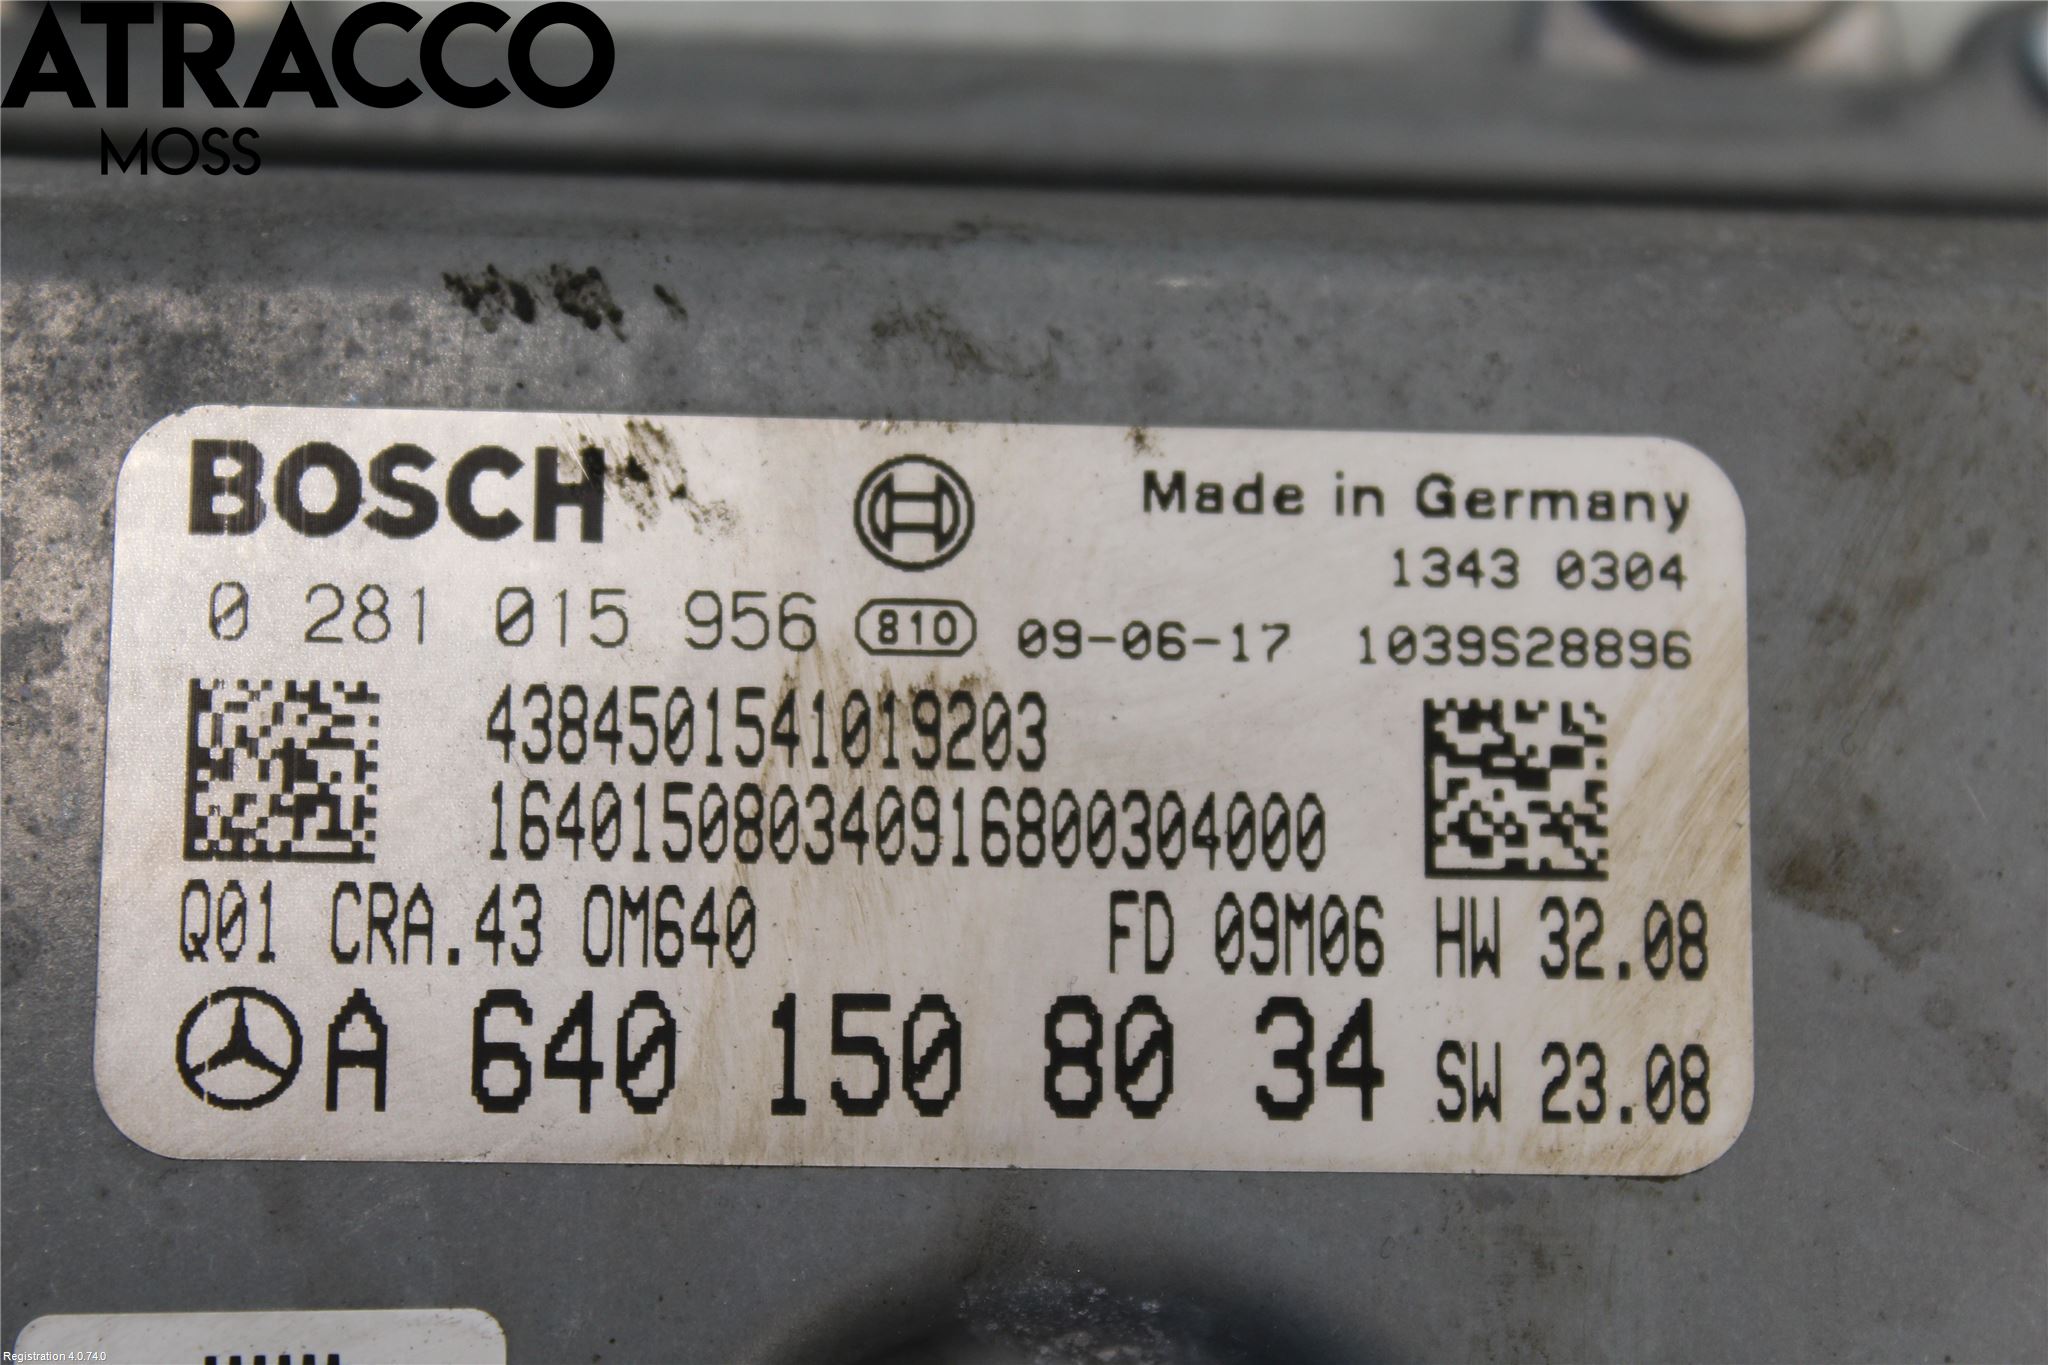 ATRACCO
MOSS
BOSCH
Made in Germany
1343 0304
0 281 015 956 810 09-06-17 1039S28896
4384501541019203
1640150803409168003040​00
Q01 CRA.43 OM640 FD 09M06 HW 32.08
A 640 150 80 34 SW 23.08
Registration 4.0.74.0